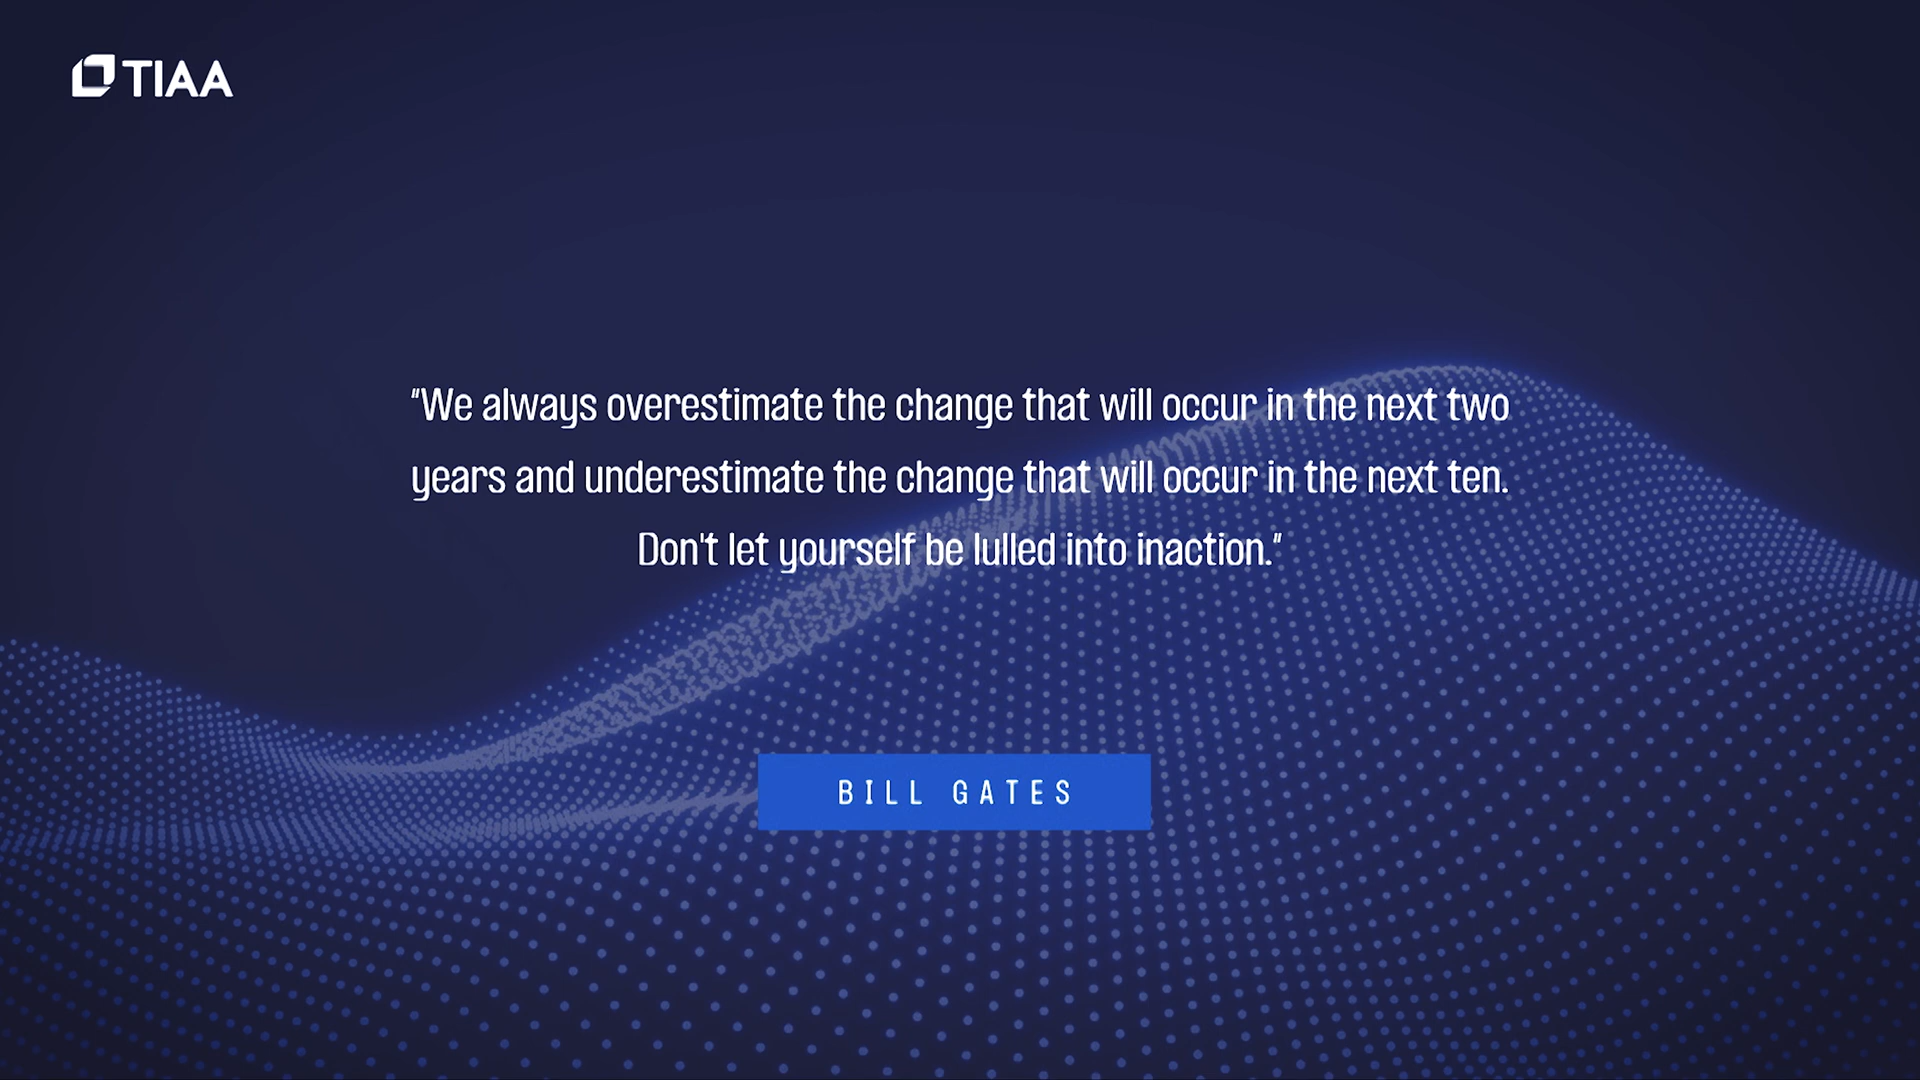 TIAA
"We always overestimate the change that will occur in the next two
years and underestimate the change that will occur in the next ten.
Don't let yourself be lulled into inaction."
BILL GATES